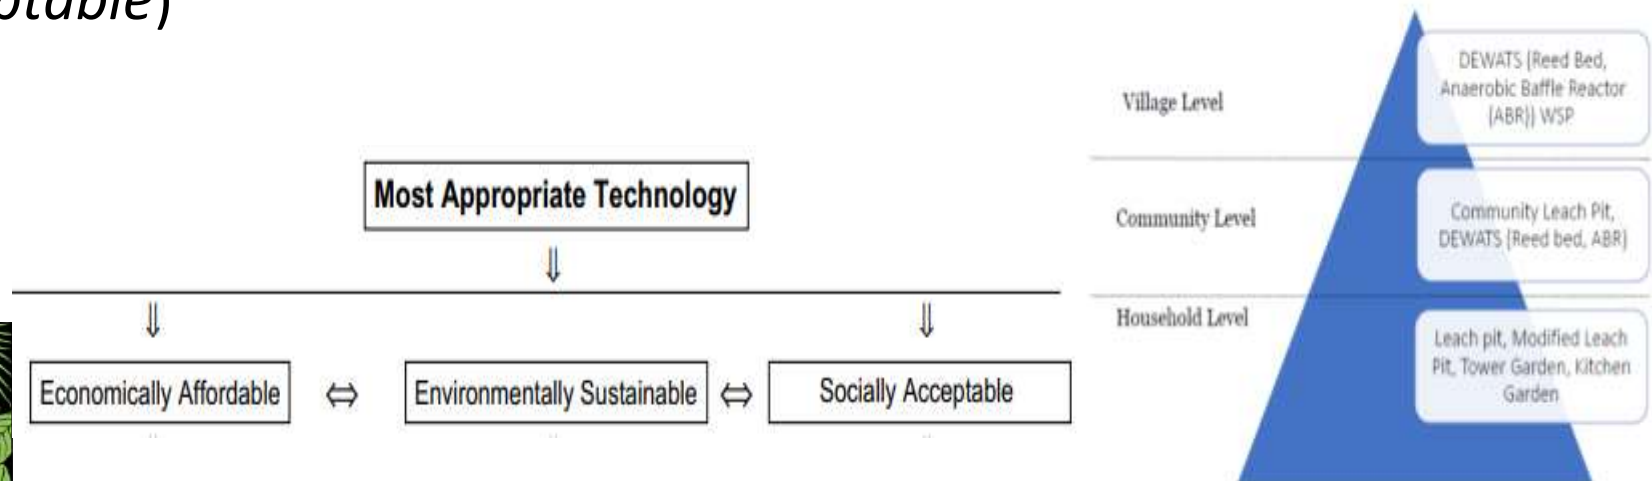 ptable)
Most Appropriate Technology
⇓
⇓ ⇓
Economically Affordable ⇔ Environmentally Sustainable ⇔ Socially Acceptable
Village Level
DEWATS (Reed Bed,
Anaerobic Baffle Reactor
(ABR)) WSP
Community Level
Community Leach Pit,
DEWATS (Reed bed, ABR)
Household Level
Leach pit, Modified Leach
Pit, Tower Garden, Kitchen
Garden